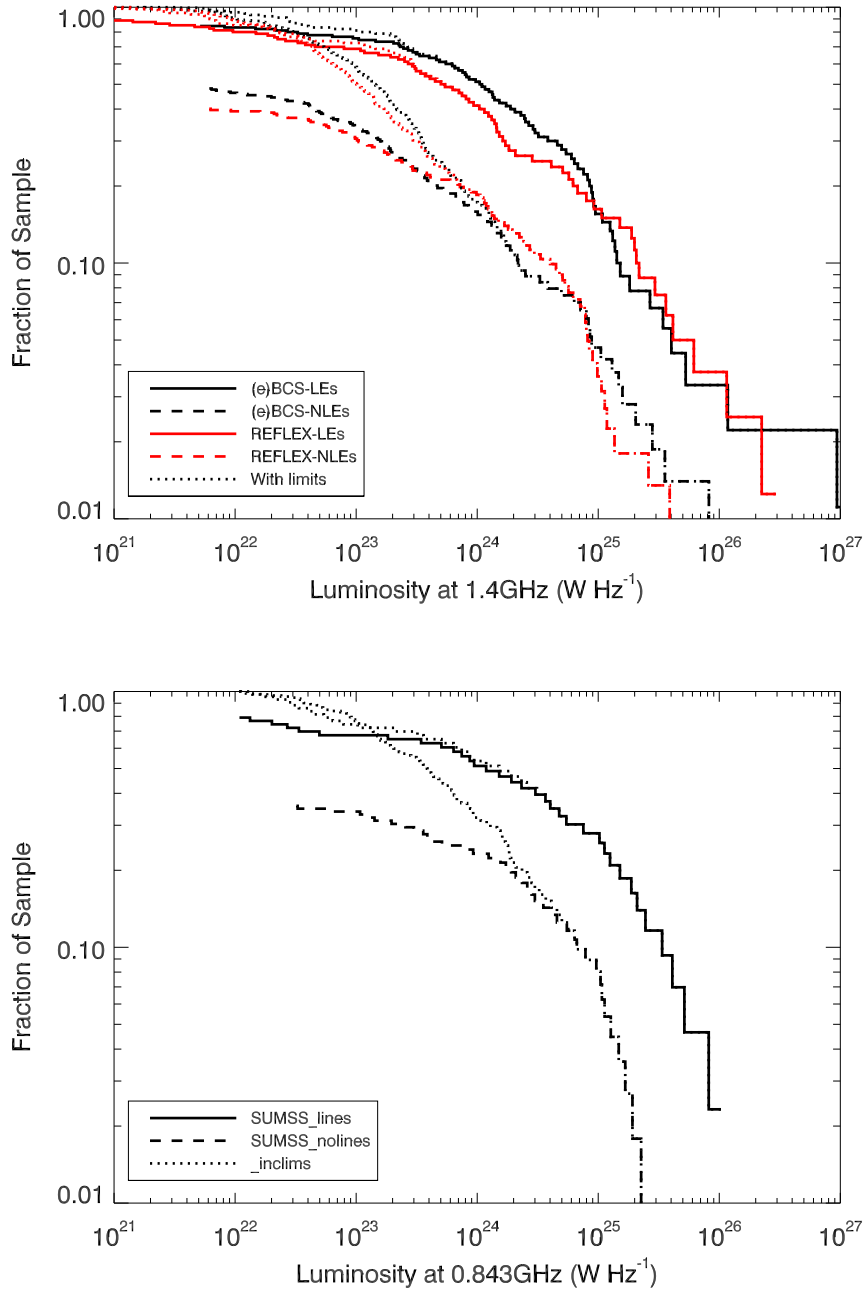 1.00
0.10
0.01
Fraction of Sample
(e)BCS-LEs
(e)BCS-NLEs
REFLEX-LEs
REFLEX-NLEs
With limits
10^21 10^22 10^23 10^24 10^25 10^26 10^27
Luminosity at 1.4GHz (W Hz^-1)
1.00
0.10
0.01
Fraction of Sample
SUMSS_lines
SUMSS_nolines
_inclims
10^21 10^22 10^23 10^24 10^25 10^26 10^27
Luminosity at 0.843GHz (W Hz^-1)